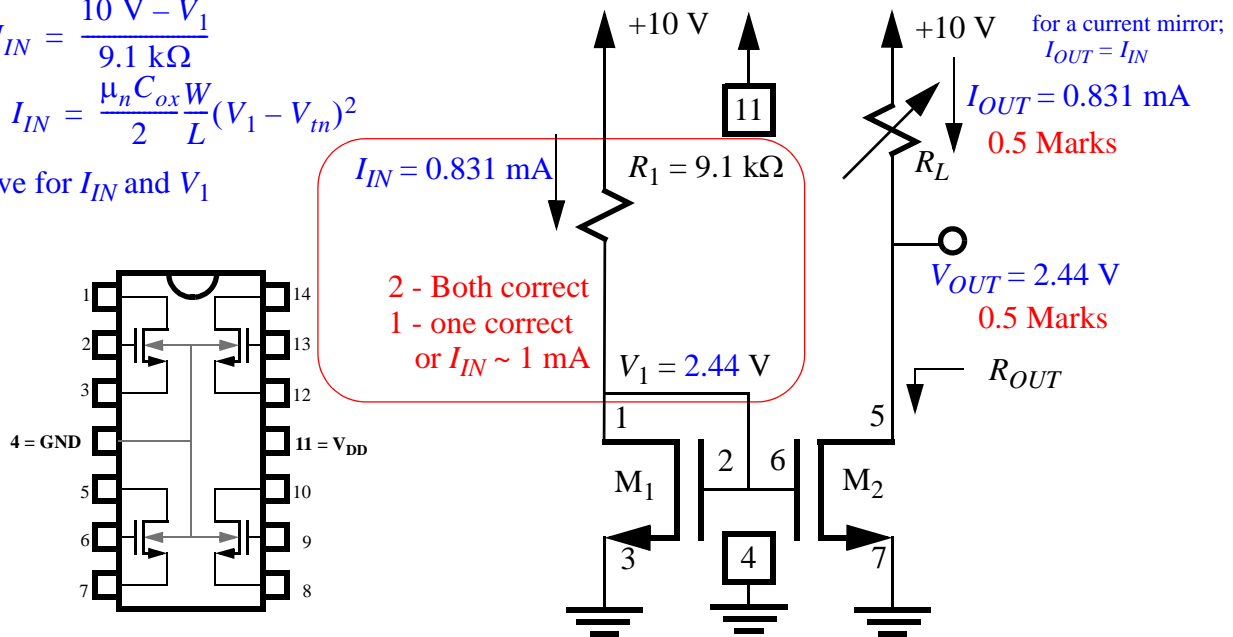 I_IN = (10 V – V_1) / 9.1 kΩ
I_IN = (μ_n C_ox / 2) (W / L) (V_1 – V_tn)^2
ve for I_IN and V_1
+10 V
11
+10 V
for a current mirror;
I_OUT = I_IN
I_IN = 0.831 mA
R_1 = 9.1 kΩ
I_OUT = 0.831 mA
0.5 Marks
R_L
2 - Both correct
1 - one correct
or I_IN ~ 1 mA
V_1 = 2.44 V
V_OUT = 2.44 V
0.5 Marks
R_OUT
1
2
6
5
M_1
M_2
3
4
7
1
14
2
13
3
12
4 = GND
11 = V_DD
5
10
6
9
7
8